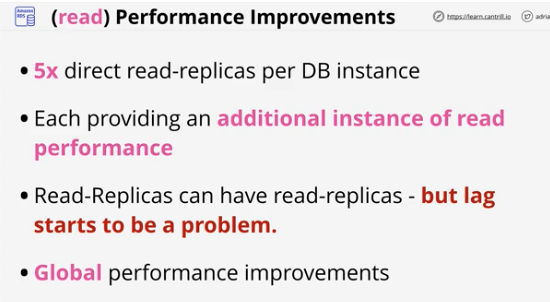 Amazon
RDS
(read) Performance Improvements
https://learn.cantrill.io
adria
• 5x direct read-replicas per DB instance
• Each providing an additional instance of read
performance
• Read-Replicas can have read-replicas - but lag
starts to be a problem.
• Global performance improvements